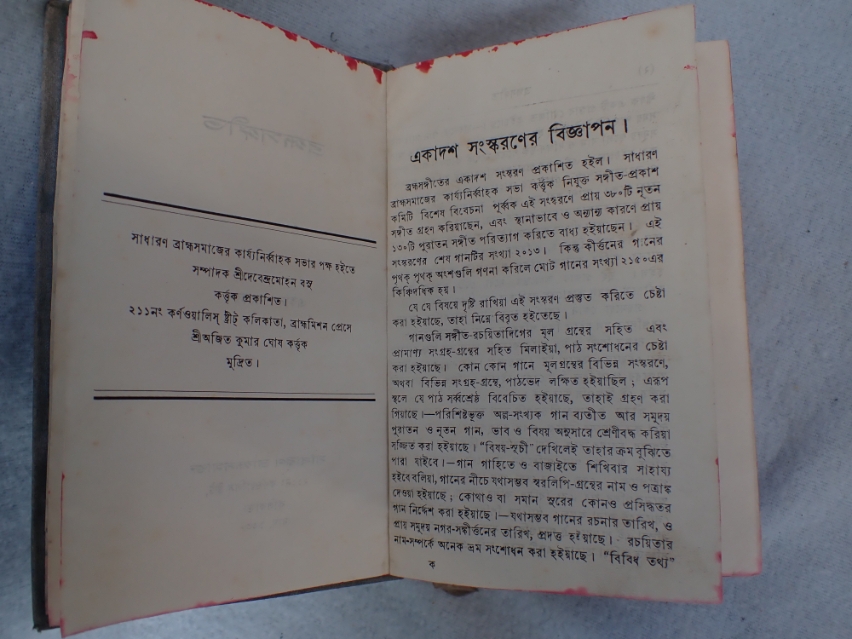 সাধারণ ব্রাহ্মসমাজের কার্য্যনির্ব্বাহক সভার পক্ষ হইতে
সম্পাদক শ্রীদেবেন্দ্রমোহন বসু
কর্ত্তৃক প্রকাশিত।
২১১নং কর্ণওয়ালিস্ ষ্ট্রীট্ কলিকাতা, ব্রাহ্মমিশন প্রেসে
শ্রীঅজিত কুমার ঘোষ কর্ত্তৃক
মুদ্রিত।
একাদশ সংস্করণের বিজ্ঞাপন।
ব্রহ্মসঙ্গীতের একাদশ সংস্করণ প্রকাশিত হইল। সাধারণ
ব্রাহ্মসমাজের কার্য্যনির্ব্বাহক সভা কর্ত্তৃক নিযুক্ত সঙ্গীত-প্রকাশ
কমিটি বিশেষ বিবেচনা পূর্ব্বক এই সংস্করণে প্রায় ৩৮০টি নূতন
সঙ্গীত গ্রহণ করিয়াছেন, এবং স্থানাভাবে ও অন্যান্য কারণে প্রায়
১৩০টি পুরাতন সঙ্গীত পরিত্যাগ করিতে বাধ্য হইয়াছেন। এই
সংস্করণের শেষ গানটির সংখ্যা ২০১৩। কিন্তু কীর্ত্তনের গানের
পৃথক্ পৃথক্ অংশগুলি গণনা করিলে মোট গানের সংখ্যা ২১৫০এর
কিঞ্চিদধিক হয়।
যে যে বিষয়ে দৃষ্টি রাখিয়া এই সংস্করণ প্রস্তুত করিতে চেষ্টা
করা হইয়াছে, তাহা নিম্নে বিবৃত হইতেছে।
গানগুলি সঙ্গীত-রচয়িতাদিগের মূল গ্রন্থের সহিত এবং
প্রামাণ্য সংগ্রহ-গ্রন্থের সহিত মিলাইয়া, পাঠ সংশোধনের চেষ্টা
করা হইয়াছে। কোন কোন গানে মূলগ্রন্থের বিভিন্ন সংস্করণে,
অথবা বিভিন্ন সংগ্রহ-গ্রন্থে, পাঠভেদ লক্ষিত হইয়াছিল; এরূপ
স্থলে যে পাঠ সর্ব্বশ্রেষ্ঠ বিবেচিত হইয়াছে, তাহাই গ্রহণ করা
গিয়াছে।—পরিশিষ্টভুক্ত অল্প-সংখ্যক গান ব্যতীত আর সমুদয়
পুরাতন ও নূতন গান, ভাব ও বিষয় অনুসারে শ্রেণীবদ্ধ করিয়া
সজ্জিত করা হইয়াছে। “বিষয়-সূচী” দেখিলেই তাহার ক্রম বুঝিতে
পারা যাইবে।—গান গাহিতে ও বাজাইতে শিখিবার সাহায্য
হইবে বলিয়া, গানের নীচে যথাসম্ভব স্বরলিপি-গ্রন্থের নাম ও পত্রাঙ্ক
দেওয়া হইয়াছে; কোথাও বা সমান সুরের কোনও প্রসিদ্ধতর
গান নির্দ্দেশ করা হইয়াছে।—যথাসম্ভব গানের রচনার তারিখ, ও
প্রায় সমুদয় নগর-সঙ্কীর্ত্তনের তারিখ, প্রদত্ত হইয়াছে। রচয়িতার
নাম-সম্পর্কে অনেক ভ্রম সংশোধন করা হইয়াছে। “বিবিধ তথ্য”
ক